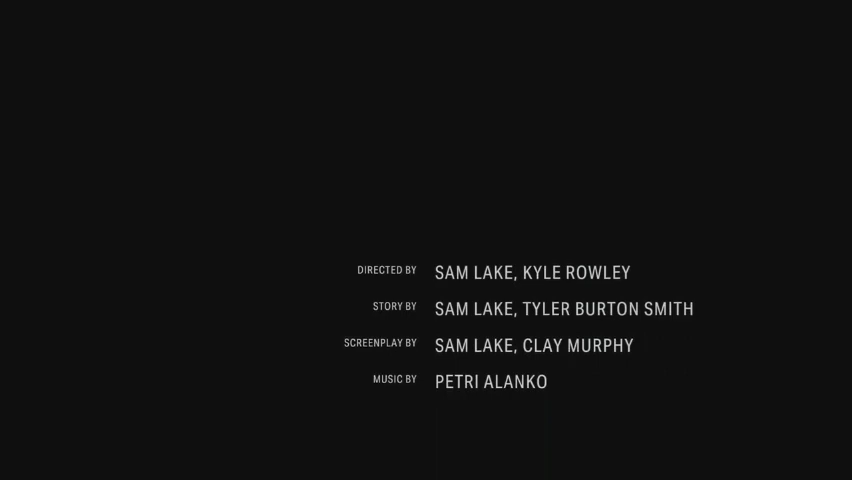 DIRECTED BY SAM LAKE, KYLE ROWLEY
STORY BY SAM LAKE, TYLER BURTON SMITH
SCREENPLAY BY SAM LAKE, CLAY MURPHY
MUSIC BY PETRI ALANKO